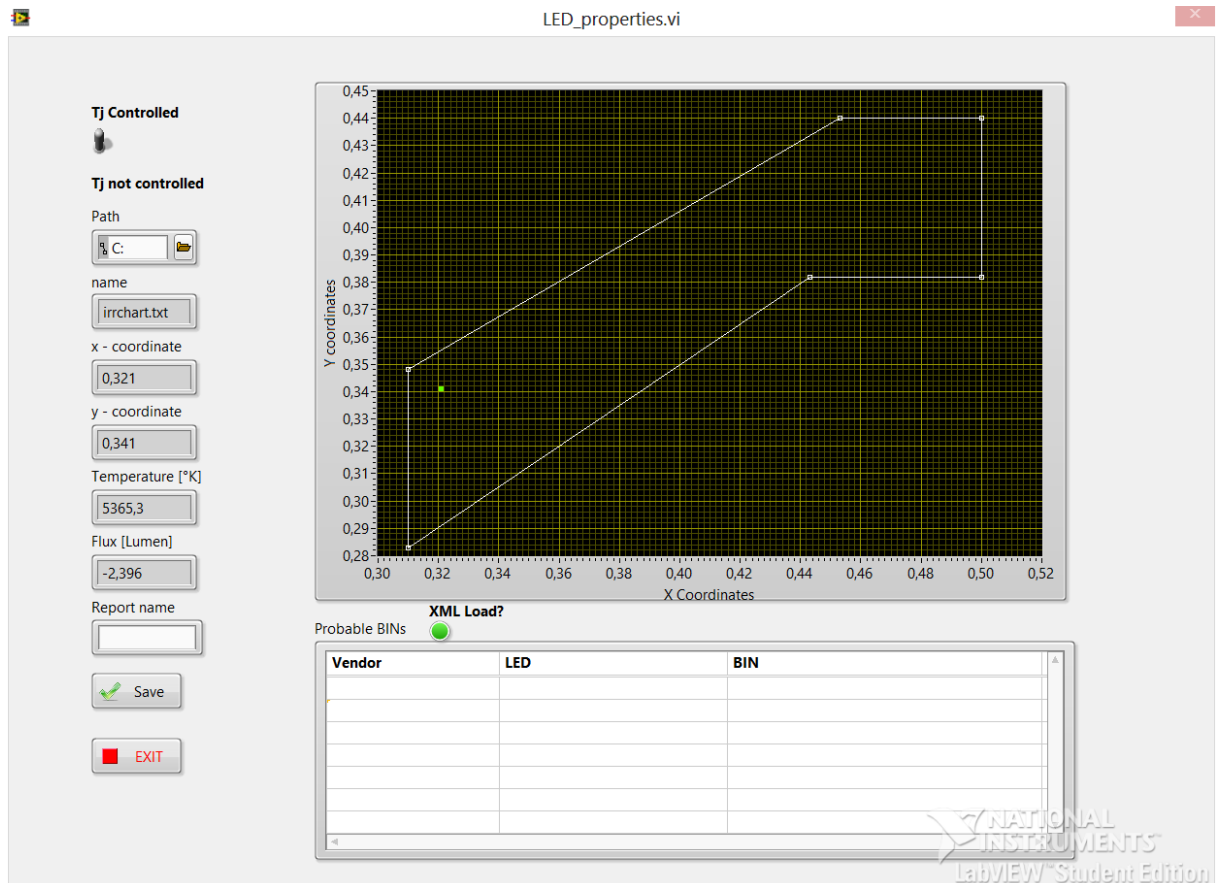 LED_properties.vi
Tj Controlled
Tj not controlled
Path
C:
name
irrchart.txt
x - coordinate
0,321
y - coordinate
0,341
Temperature [°K]
5365,3
Flux [Lumen]
-2,396
Report name
Save
EXIT
Y coordinates
0,45
0,44
0,43
0,42
0,41
0,40
0,39
0,38
0,37
0,36
0,35
0,34
0,33
0,32
0,31
0,30
0,29
0,28
0,30 0,32 0,34 0,36 0,38 0,40 0,42 0,44 0,46 0,48 0,50 0,52
X Coordinates
XML Load?
Probable BINs
Vendor LED BIN
NATIONAL
INSTRUMENTS™
LabVIEW™ Student Edition